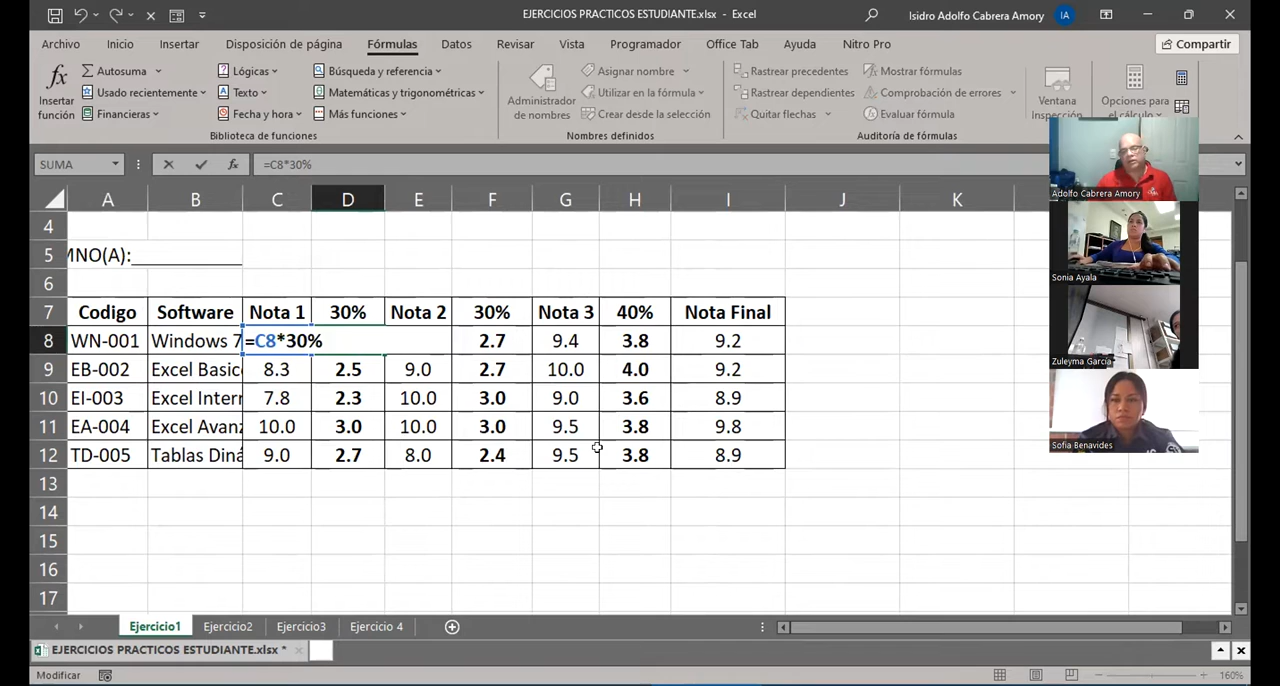 EJERCICIOS PRACTICOS ESTUDIANTE.xlsx - Excel
Isidro Adolfo Cabrera Amory IA
Archivo Inicio Insertar Disposición de página Fórmulas Datos Revisar Vista Programador Office Tab Ayuda Nitro Pro Compartir
Autosuma Lógicas Búsqueda y referencia Asignar nombre Rastrear precedentes Mostrar fórmulas
Insertar función Usado recientemente Texto Matemáticas y trigonométricas Administrador de nombres Utilizar en la fórmula Rastrear dependientes Comprobación de errores Ventana Inspección Opciones para el cálculo
Financieras Fecha y hora Más funciones Crear desde la selección Quitar flechas Evaluar fórmula
Biblioteca de funciones Nombres definidos Auditoría de fórmulas
SUMA fx =C8*30%
A B C D E F G H I J K
4
5 MNO(A):
6
7 Codigo Software Nota 1 30% Nota 2 30% Nota 3 40% Nota Final
8 WN-001 Windows 7 =C8*30% 2.7 9.4 3.8 9.2
9 EB-002 Excel Basico 8.3 2.5 9.0 2.7 10.0 4.0 9.2
10 EI-003 Excel Inter 7.8 2.3 10.0 3.0 9.0 3.6 8.9
11 EA-004 Excel Avanz 10.0 3.0 10.0 3.0 9.5 3.8 9.8
12 TD-005 Tablas Diná 9.0 2.7 8.0 2.4 9.5 3.8 8.9
13
14
15
16
17
Adolfo Cabrera Amory
Sonia Ayala
Zuleyma García
Sofia Benavides
Ejercicio1 Ejercicio2 Ejercicio3 Ejercicio 4
EJERCICIOS PRACTICOS ESTUDIANTE.xlsx *
Modificar 160%